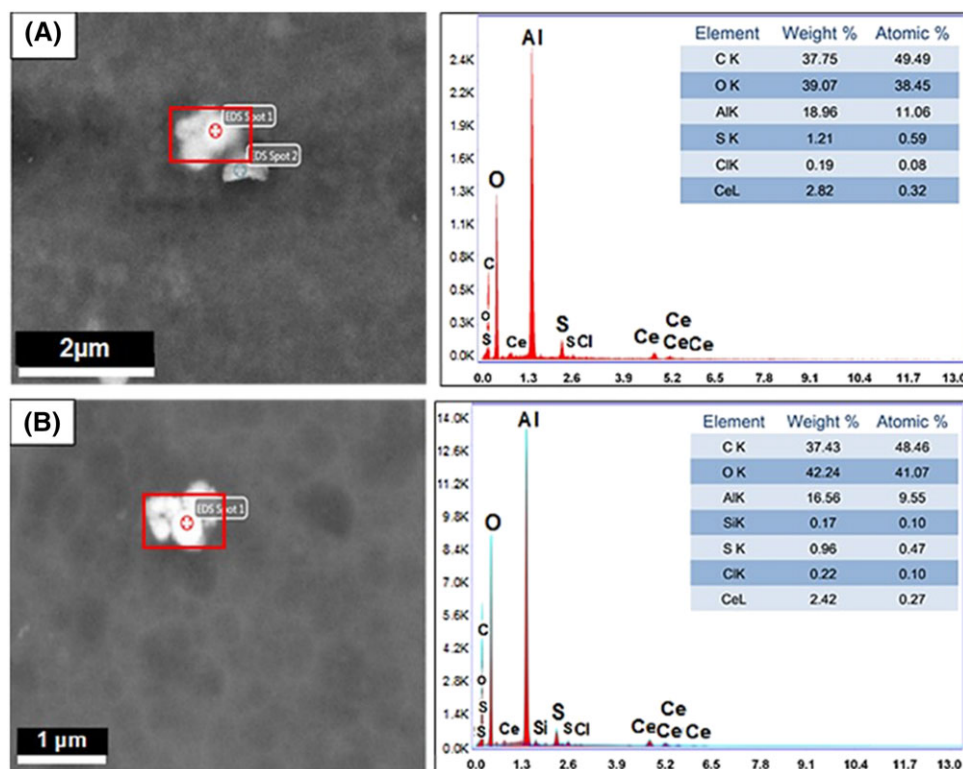 (A)
EDS Spot 1
EDS Spot 2
2µm
2.4K
2.2K
1.9K
1.6K
1.3K
1.1K
0.8K
0.5K
0.3K
0.0K
Al
O
C
O
S
Ce
S
S Cl
Ce
Ce
Ce Ce
0.0 1.3 2.6 3.9 5.2 6.5 7.8 9.1 10.4 11.7 13.0
Element Weight % Atomic %
C K 37.75 49.49
O K 39.07 38.45
AlK 18.96 11.06
S K 1.21 0.59
ClK 0.19 0.08
CeL 2.82 0.32
(B)
EDS Spot 1
1 µm
14.0K
12.6K
11.2K
9.8K
8.4K
7.0K
5.6K
4.2K
2.8K
1.4K
0.0K
Al
O
C
O
S
S
Ce
Si
S
S Cl
Ce
Ce
Ce Ce
0.0 1.3 2.6 3.9 5.2 6.5 7.8 9.1 10.4 11.7 13.0
Element Weight % Atomic %
C K 37.43 48.46
O K 42.24 41.07
AlK 16.56 9.55
SiK 0.17 0.10
S K 0.96 0.47
ClK 0.22 0.10
CeL 2.42 0.27